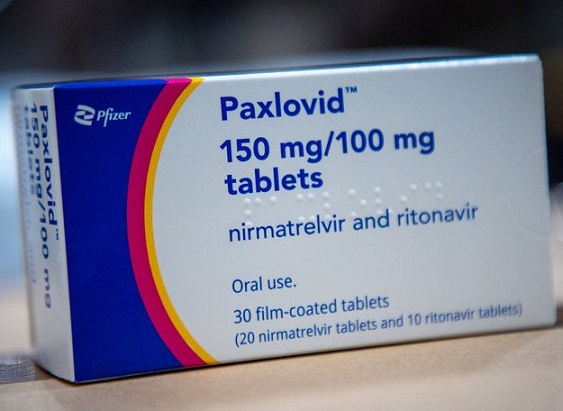 Pfizer
Paxlovid™
150 mg/100 mg
tablets
nirmatrelvir and ritonavir
Oral use.
30 film-coated tablets
(20 nirmatrelvir tablets and 10 ritonavir tablets)
Paxlovid™
150 mg/100 mg
tablets